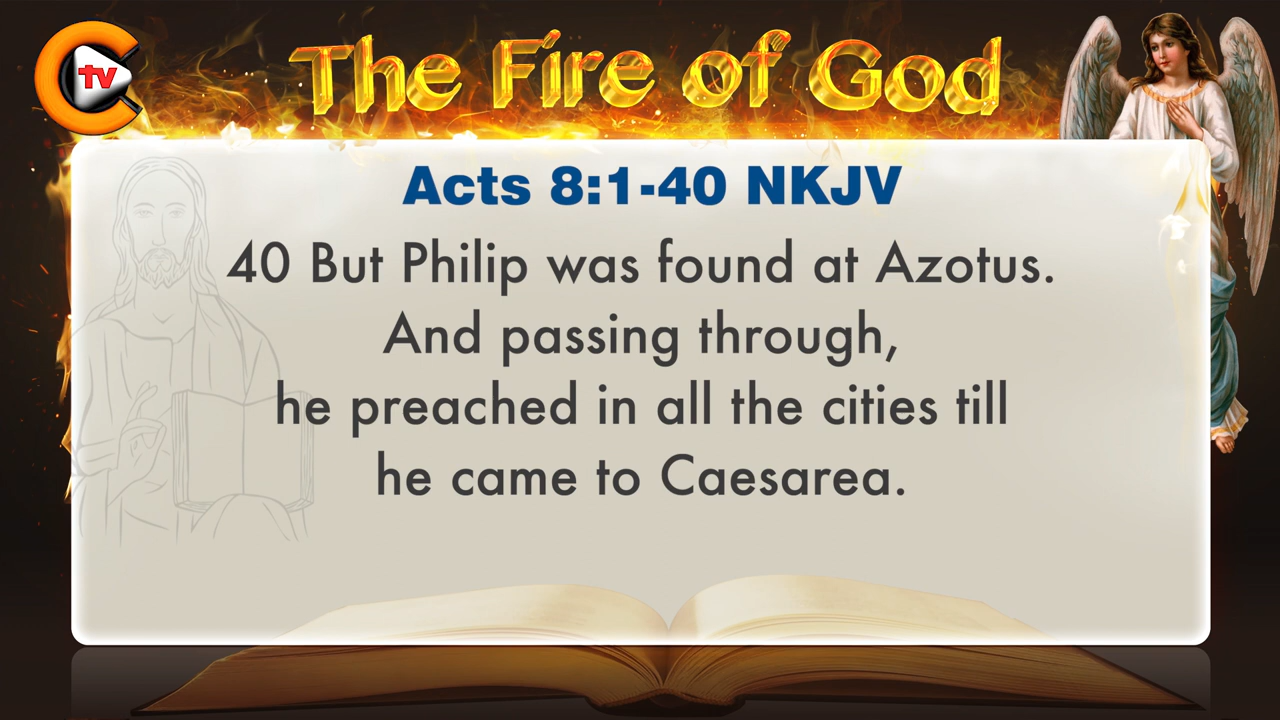 tv
The Fire of God
Acts 8:1-40 NKJV
40 But Philip was found at Azotus.
And passing through,
he preached in all the cities till
he came to Caesarea.